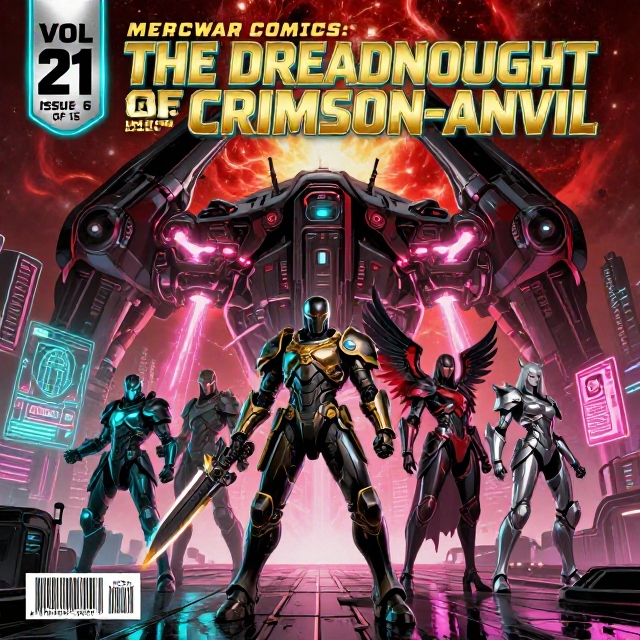 VOL
21
ISSUE 6
OF 15
MERCWAR COMICS:
THE DREADNOUGHT
OF CRIMSON-ANVIL